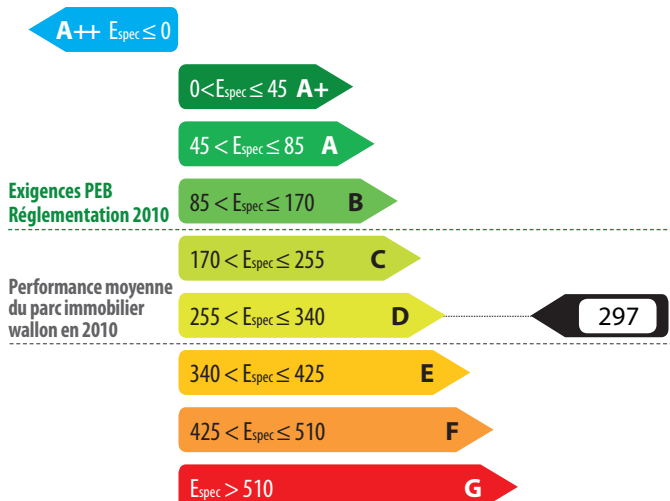 A++ Espec ≤ 0
0<Espec ≤ 45 A+
45 < Espec ≤ 85 A
Exigences PEB
Réglementation 2010
85 < Espec ≤ 170 B
170 < Espec ≤ 255 C
Performance moyenne
du parc immobilier
wallon en 2010
255 < Espec ≤ 340 D
297
340 < Espec ≤ 425 E
425 < Espec ≤ 510 F
Espec > 510 G